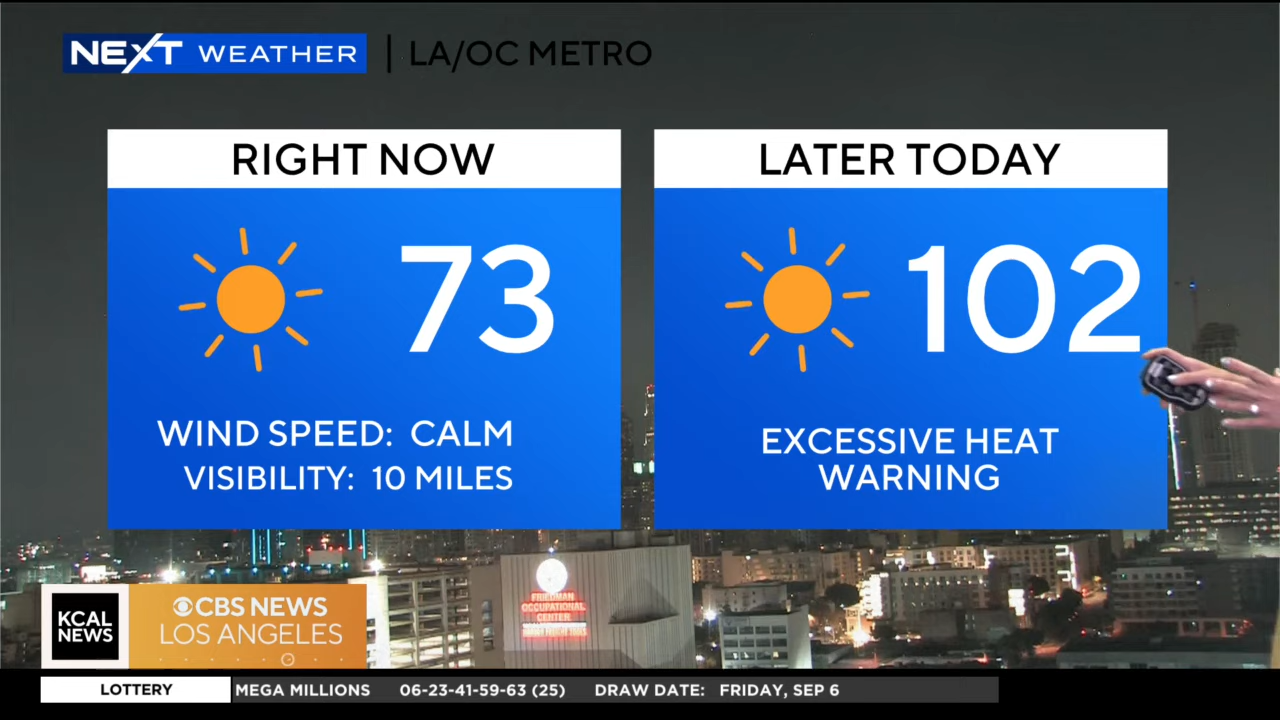 NEXT WEATHER | LA/OC METRO
RIGHT NOW
73
WIND SPEED: CALM
VISIBILITY: 10 MILES
LATER TODAY
102
EXCESSIVE HEAT
WARNING
FRIEDMAN
OCCUPATIONAL
CENTER
KCAL
NEWS
CBS NEWS
LOS ANGELES
LOTTERY MEGA MILLIONS 06-23-41-59-63 (25) DRAW DATE: FRIDAY, SEP 6